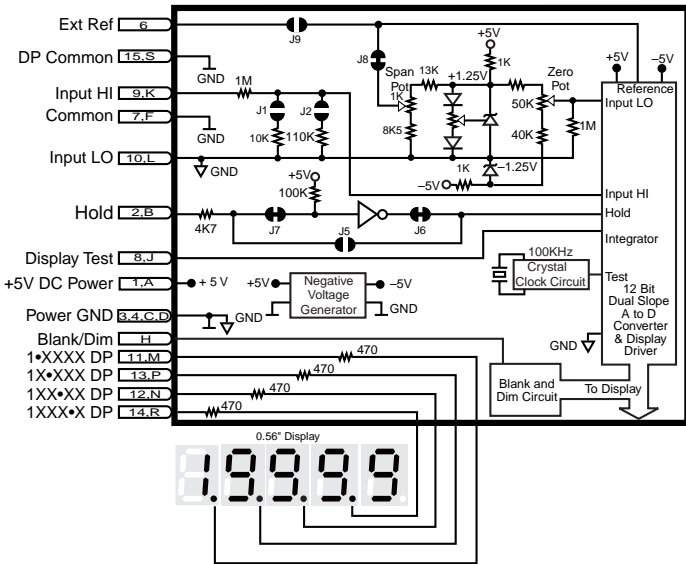 Ext Ref 6
J9
+5V
DP Common 15,S
GND
J8
1K
+5V
–5V
Span Pot
13K
+1.25V
Zero Pot
Reference
Input HI 9,K
1M
1K
50K
Input LO
Common 7,F
GND
J1
J2
10K
110K
8K5
40K
1M
Input LO 10,L
GND
1K
–1.25V
–5V
+5V
100K
Input HI
Hold 2,B
4K7
J7
J6
Hold
J5
Integrator
Display Test 8,J
100KHz
Crystal Clock Circuit
Test
+5V DC Power 1,A
+ 5 V
+5V
Negative Voltage Generator
–5V
GND
12 Bit
Dual Slope
A to D
Converter
& Display
Driver
Power GND 3,4,C,D
GND
GND
Blank/Dim H
1•XXXX DP 11,M
470
1X•XXX DP 13,P
470
1XX•XX DP 12,N
470
1XXX•X DP 14,R
470
Blank and Dim Circuit
To Display
0.56" Display
1.9.9.9.9